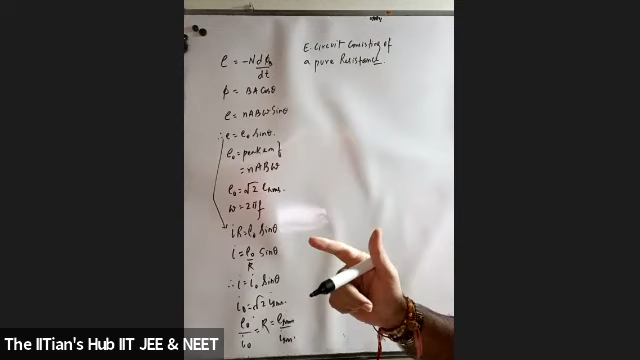 E. Circuit Consisting of
a pure Resistance.
e = -N dφB/dt
φ = BA cosθ
e = nABω sinθ
∴ e = e₀ sinθ.
e₀ = peak emf
= nABω
e₀ = √2 erms.
ω = 2πf
iR = e₀ sinθ
i = e₀/R sinθ
∴ i = i₀ sinθ
i₀ = √2 irms.
e₀/i₀ = R = erms/irms.
The IITian's Hub IIT JEE & NEET